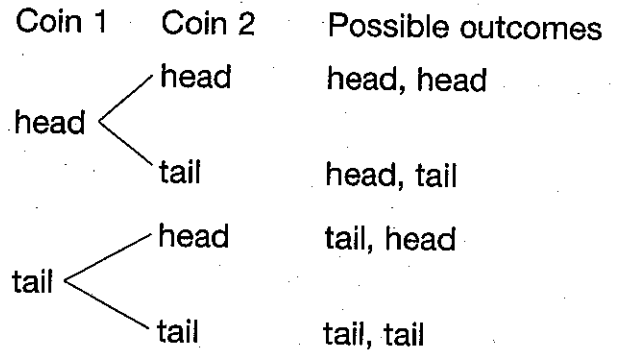 Coin 1 Coin 2 Possible outcomes
head head, head
head
tail head, tail
head tail, head
tail
tail tail, tail